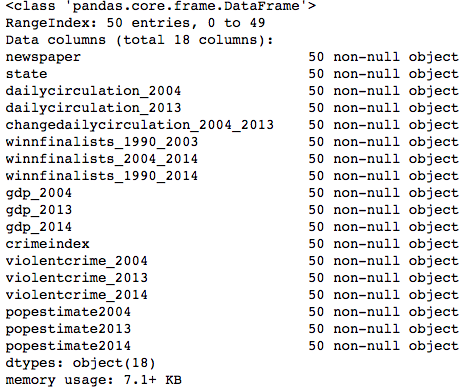 <class 'pandas.core.frame.DataFrame'>
RangeIndex: 50 entries, 0 to 49
Data columns (total 18 columns):
newspaper                        50 non-null object
state                            50 non-null object
dailycirculation_2004            50 non-null object
dailycirculation_2013            50 non-null object
changedailycirculation_2004_2013 50 non-null object
winnfinalists_1990_2003          50 non-null object
winnfinalists_2004_2014          50 non-null object
winnfinalists_1990_2014          50 non-null object
gdp_2004                         50 non-null object
gdp_2013                         50 non-null object
gdp_2014                         50 non-null object
crimeindex                       50 non-null object
violentcrime_2004                50 non-null object
violentcrime_2013                50 non-null object
violentcrime_2014                50 non-null object
popestimate2004                  50 non-null object
popestimate2013                  50 non-null object
popestimate2014                  50 non-null object
dtypes: object(18)
memory usage: 7.1+ KB